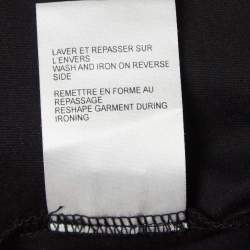 LAVER ET REPASSER SUR
L'ENVERS
WASH AND IRON ON REVERSE
SIDE
REMETTRE EN FORME AU
REPASSAGE
RESHAPE GARMENT DURING
IRONING